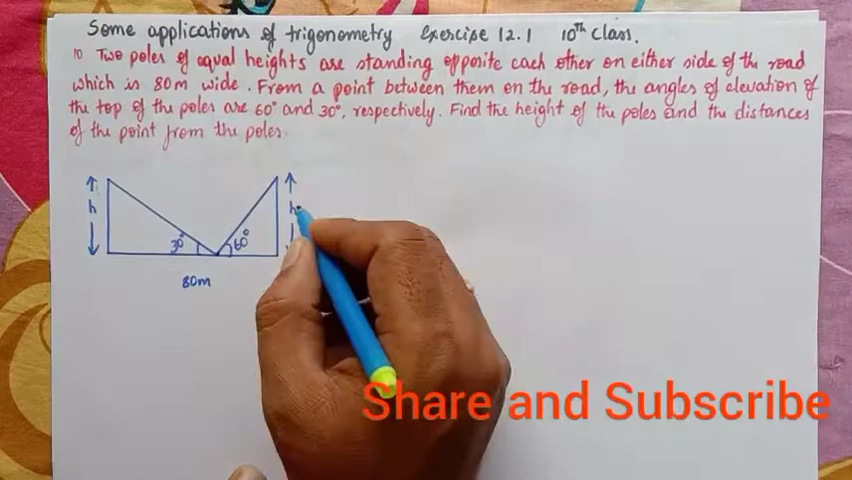 Some applications of trigonometry Exercise 12.1 10th Class.
10 Two poles of equal heights are standing opposite each other on either side of the road
which is 80m wide. From a point between them on the road, the angles of elevation of
the top of the poles are 60° and 30°, respectively. Find the height of the poles and the distances
of the point from the poles.
h
h
30°
60°
80m
Share and Subscribe